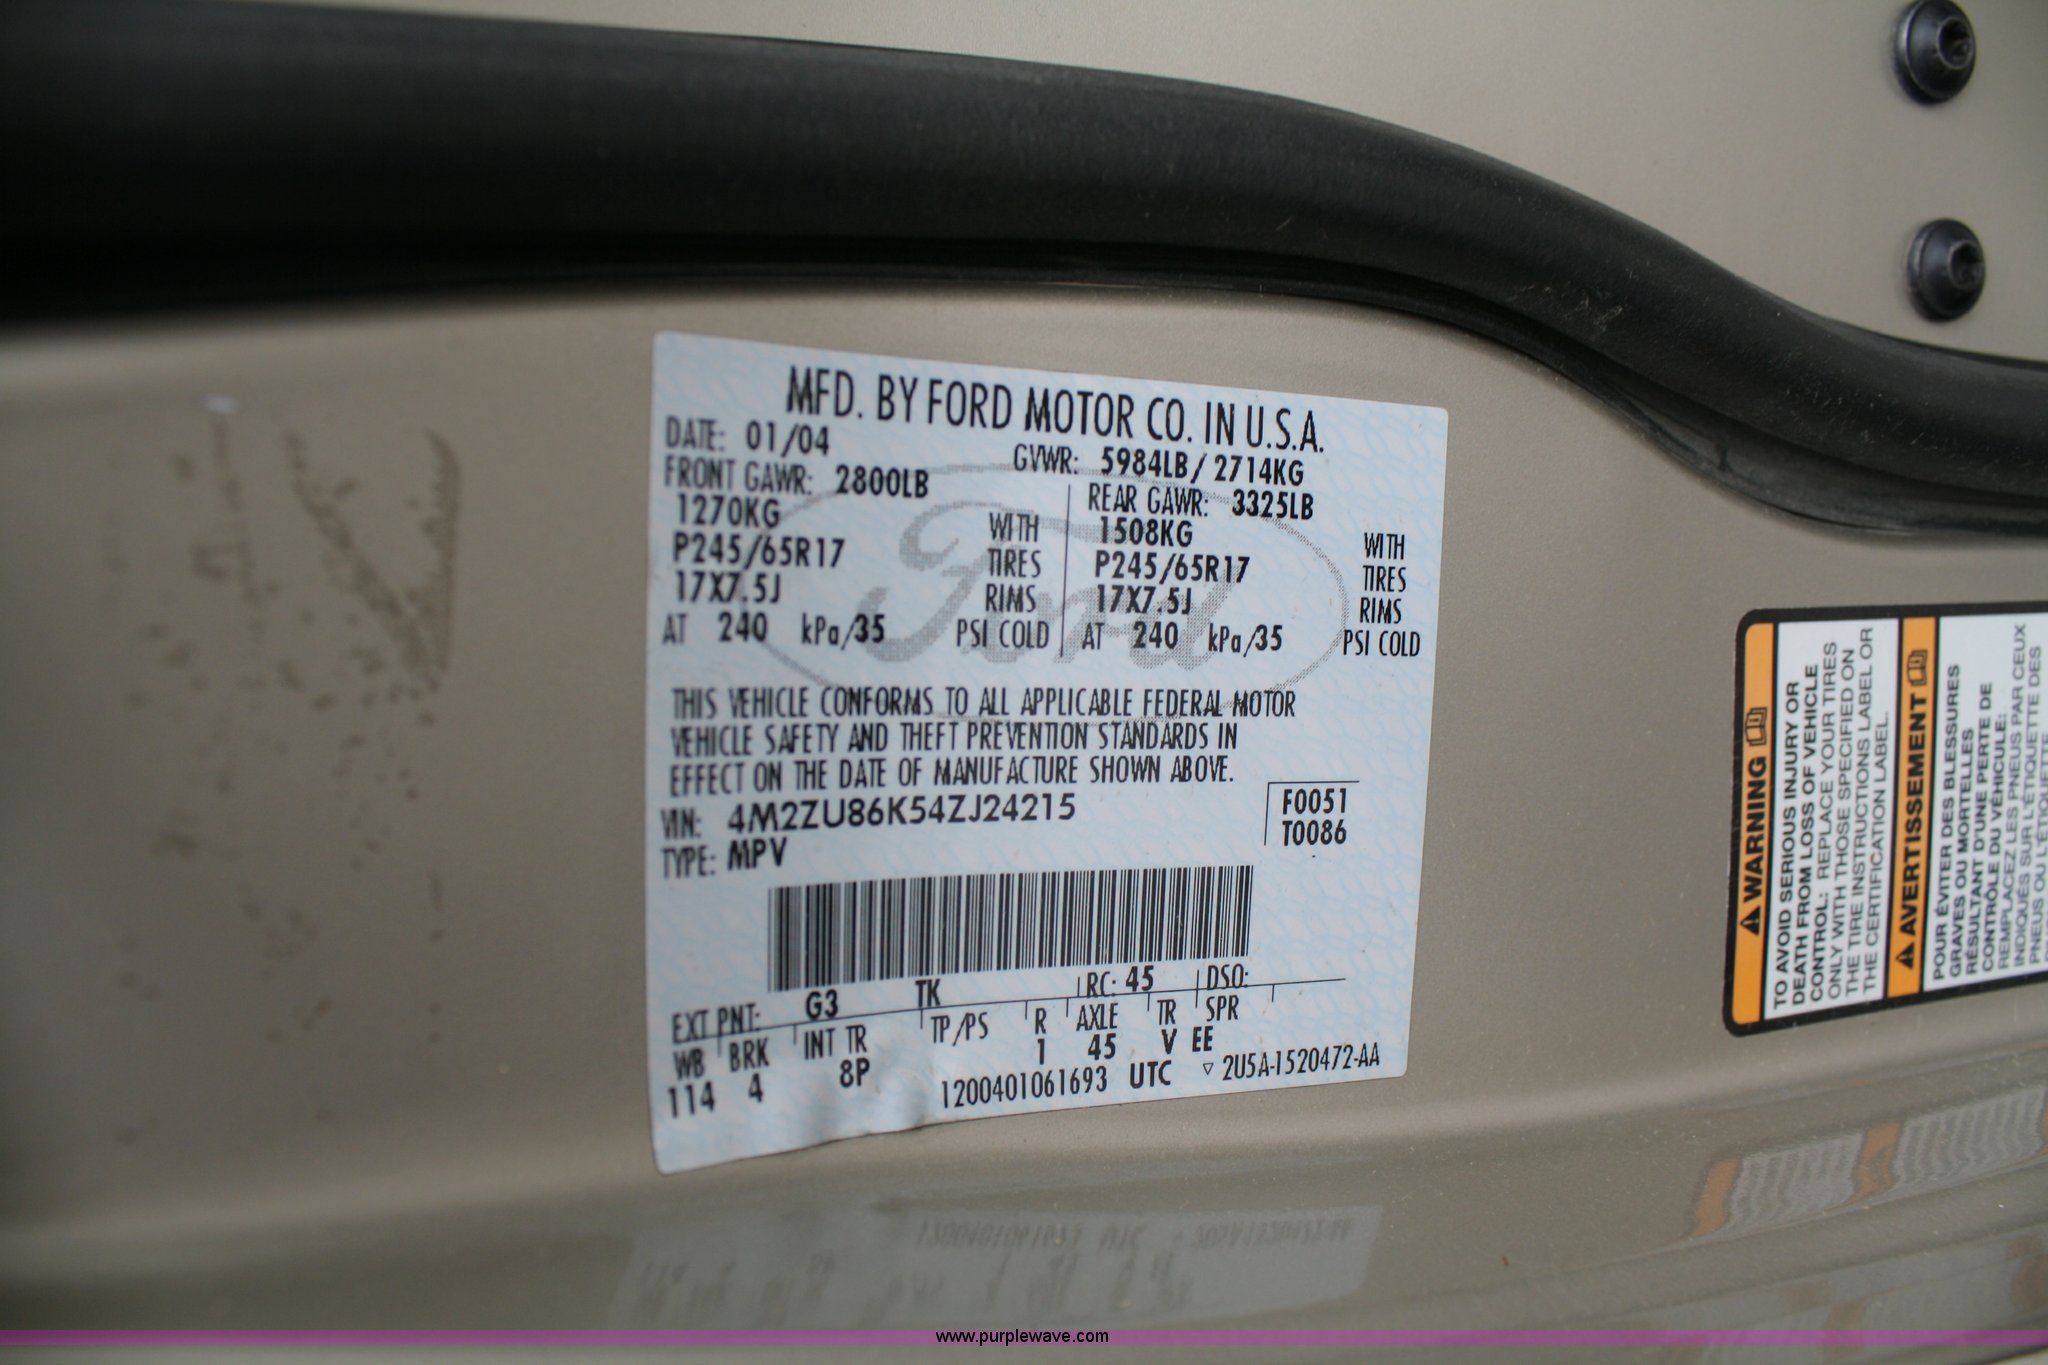 MFD. BY FORD MOTOR CO. IN U.S.A.
DATE: 01/04
GVWR: 5984LB/ 2714KG
FRONT GAWR: 2800LB
1270KG WITH
P245/65R17 TIRES
17X7.5J RIMS
AT 240 kPa/35 PSI COLD
REAR GAWR: 3325LB
1508KG WITH
P245/65R17 TIRES
17X7.5J RIMS
AT 240 kPa/35 PSI COLD
Ford
THIS VEHICLE CONFORMS TO ALL APPLICABLE FEDERAL MOTOR
VEHICLE SAFETY AND THEFT PREVENTION STANDARDS IN
EFFECT ON THE DATE OF MANUFACTURE SHOWN ABOVE.
VIN: 4M2ZU86K54ZJ24215
TYPE: MPV
F0051
T0086
EXT PNT: G3 TK RC: 45 DSO:
WB BRK INT TR TP/PS R AXLE TR SPR
114 4 8P 1 45 V EE
1200401061693 UTC 2U5A-1520472-AA
WARNING
TO AVOID SERIOUS INJURY OR
DEATH FROM LOSS OF VEHICLE
CONTROL: REPLACE YOUR TIRES
ONLY WITH THOSE SPECIFIED ON
THE TIRE INSTRUCTIONS LABEL OR
THE CERTIFICATION LABEL.
AVERTISSEMENT
POUR ÉVITER DES BLESSURES
GRAVES OU MORTELLES
RÉSULTANT D'UNE PERTE DE
CONTRÔLE DU VÉHICULE:
REMPLACEZ LES PNEUS PAR CEUX
INDIQUÉS SUR L'ÉTIQUETTE DES
PNEUS OU L'ÉTIQUETTE
www.purplewave.com